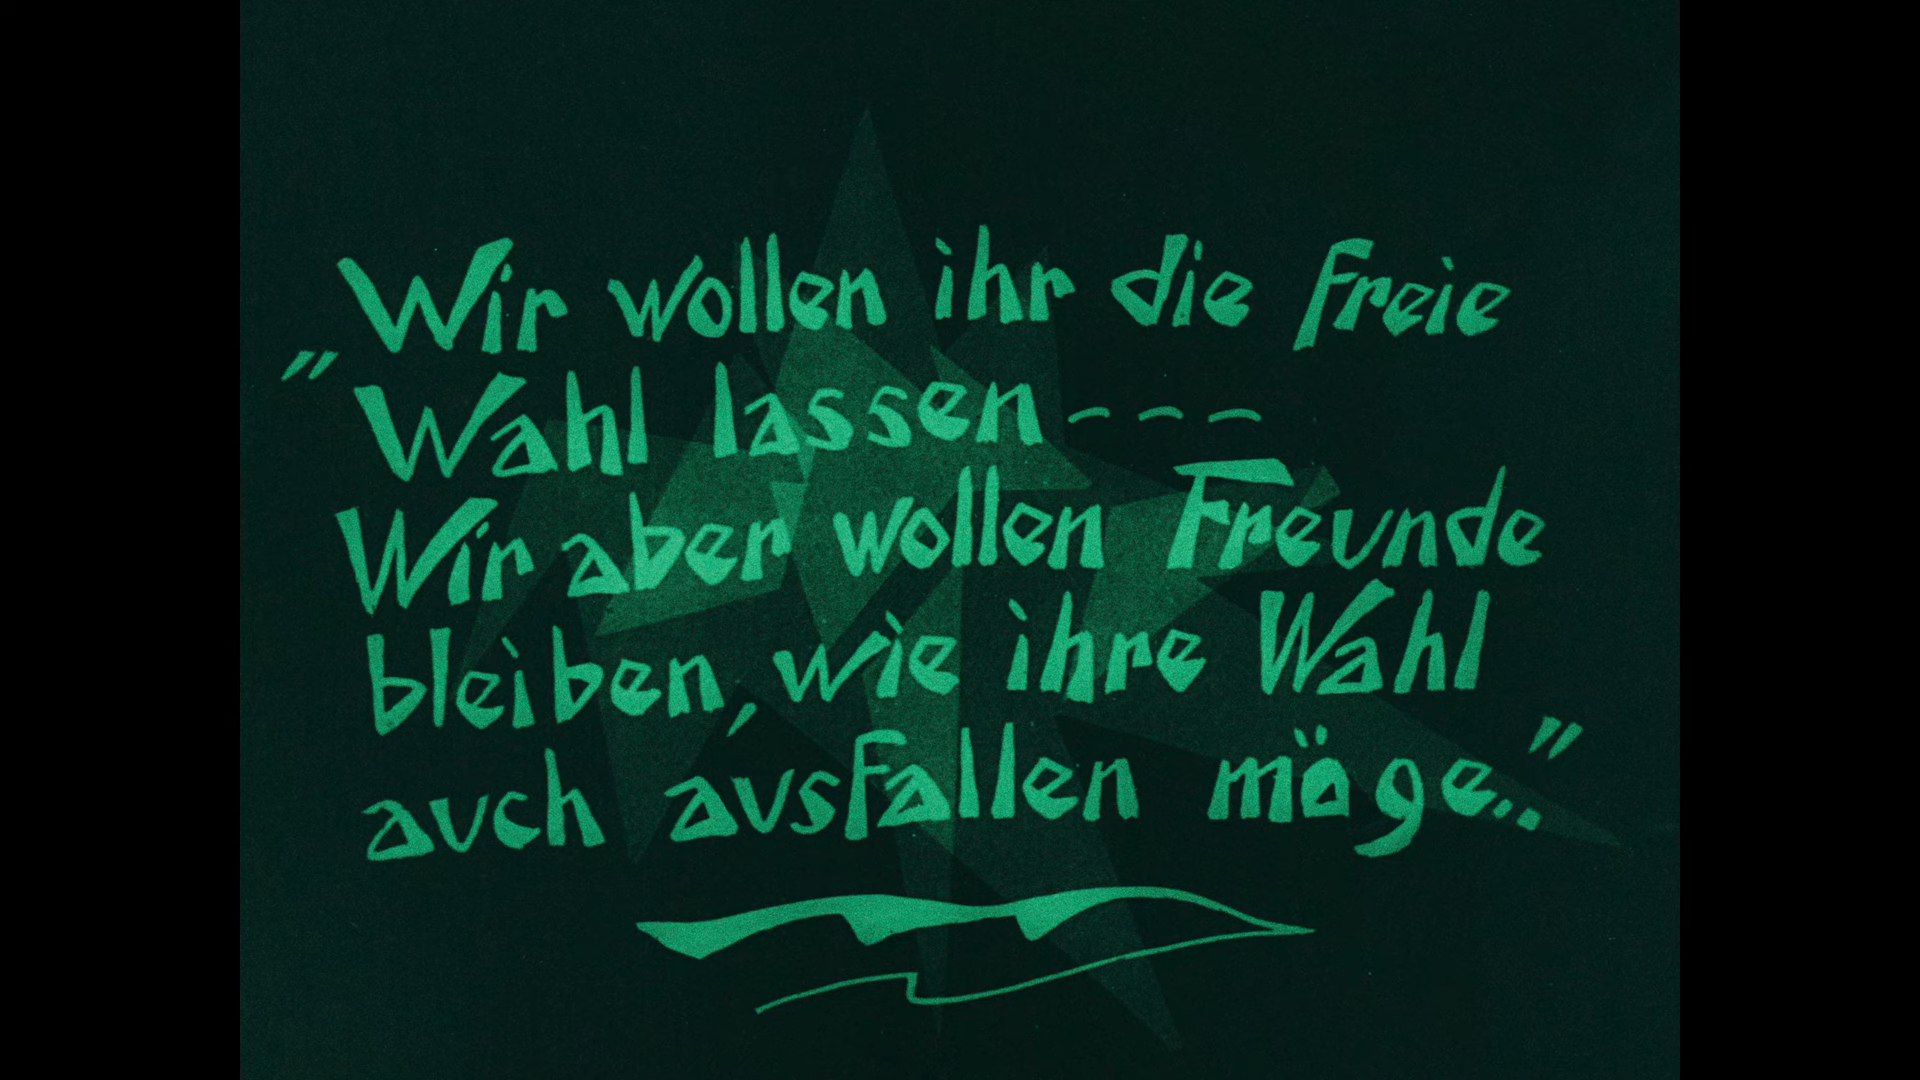 Wir wollen ihr die freie
"Wahl lassen---
Wir aber wollen Freunde
bleiben, wie ihre Wahl
auch ausfallen möge.."